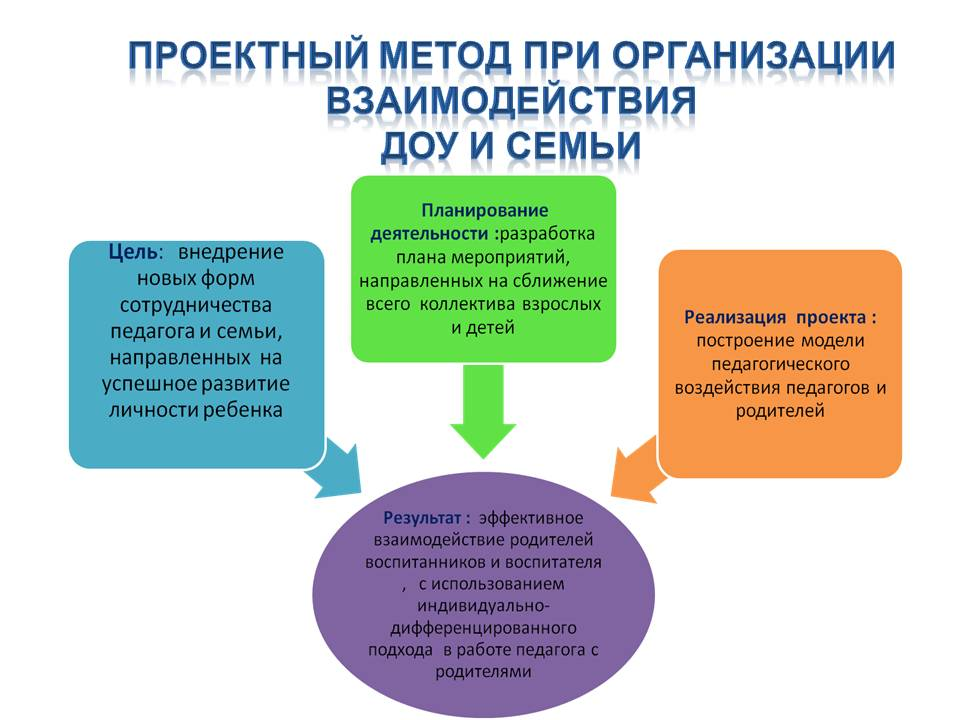 ПРОЕКТНЫЙ МЕТОД ПРИ ОРГАНИЗАЦИИ
ВЗАИМОДЕЙСТВИЯ
ДОУ И СЕМЬИ
Цель: внедрение
новых форм
сотрудничества
педагога и семьи,
направленных на
успешное развитие
личности ребенка
Планирование
деятельности :разработка
плана мероприятий,
направленных на сближение
всего коллектива взрослых
и детей
Реализация проекта :
построение модели
педагогического
воздействия педагогов и
родителей
Результат : эффективное
взаимодействие родителей
воспитанников и воспитателя
, с использованием
индивидуально-
дифференцированного
подхода в работе педагога с
родителями